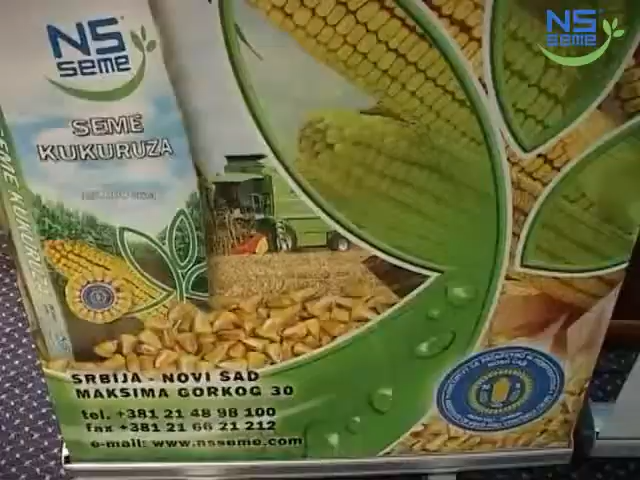 NS
seme
SEME
KUKURUZA
SEME KUKURUZA
NS
seme
SRBIJA - NOVI SAD
MAKSIMA GORKOG 30
tel. +381 21 48 98 100
fax +381 21 66 21 212
e-mail: www.nsseme.com